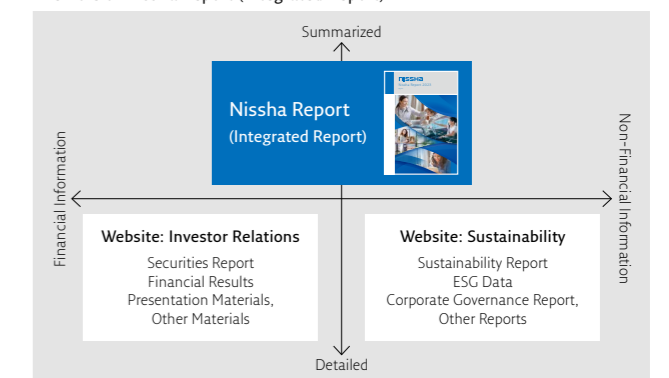 Summarized
Nissha Report
(Integrated Report)
NISSHA
Financial Information
Non-Financial Information
Website: Investor Relations
Securities Report
Financial Results
Presentation Materials,
Other Materials
Website: Sustainability
Sustainability Report
ESG Data
Corporate Governance Report,
Other Reports
Detailed